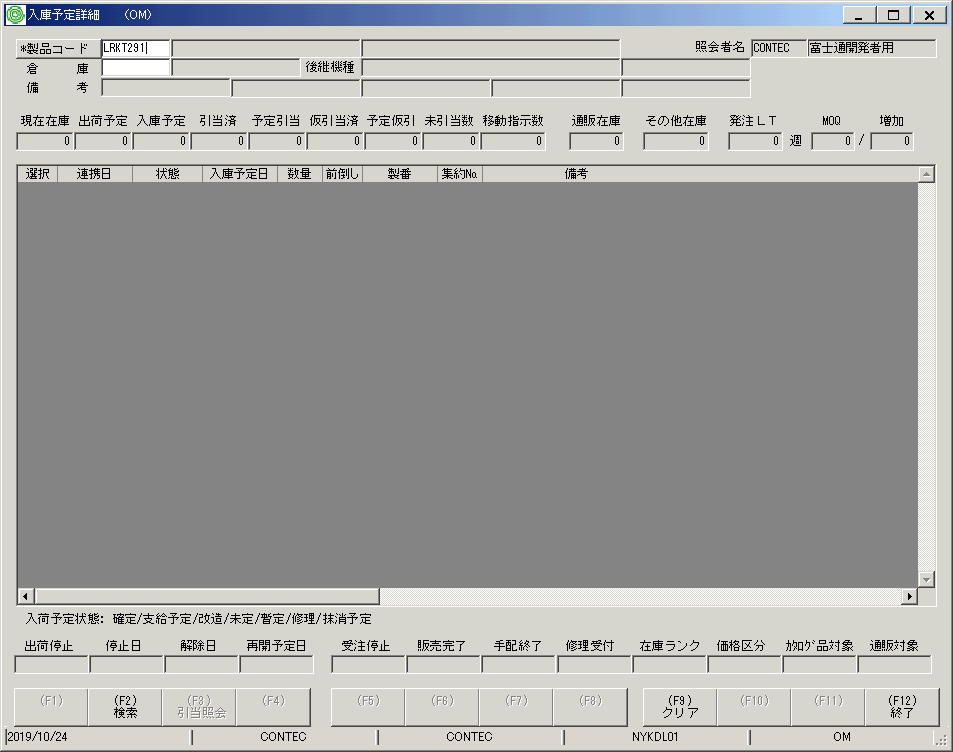 入庫予定詳細 (OM)
*製品コード LRKT291 照会者名 CONTEC 富士通開発者用
倉 庫 後継機種
備 考
現在在庫 出荷予定 入庫予定 引当済 予定引当 仮引当済 予定仮引 未引当数 移動指示数 通販在庫 その他在庫 発注LT MOQ 増加
0 0 0 0 0 0 0 0 0 0 0 0 週 0 / 0
選択 連携日 状態 入庫予定日 数量 前倒し 製番 集約No. 備考
入荷予定状態: 確定/支給予定/改造/未定/暫定/修理/抹消予定
出荷停止 停止日 解除日 再開予定日 受注停止 販売完了 手配終了 修理受付 在庫ランク 価格区分 ｶﾀﾛｸﾞ品対象 通販対象
(F1) (F2) (F3) (F4) (F5) (F6) (F7) (F8) (F9) (F10) (F11) (F12)
検索 引当照会 クリア 終了
2019/10/24 CONTEC CONTEC NYKDL01 OM